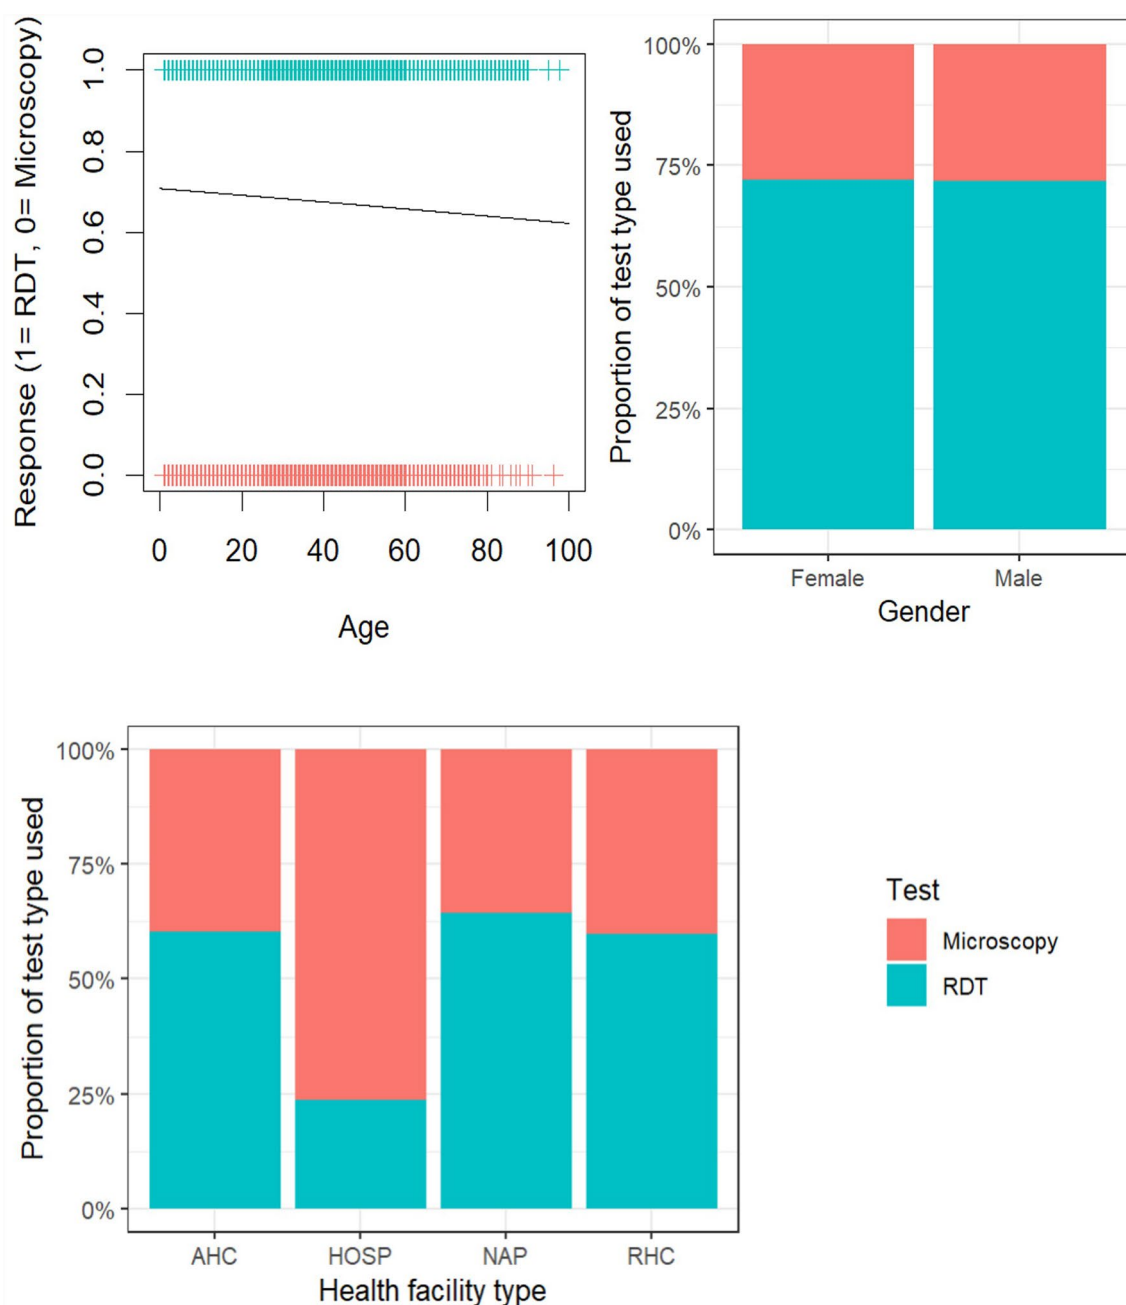 Response (1= RDT, 0= Microscopy)
1.0
0.8
0.6
0.4
0.2
0.0
0 20 40 60 80 100
Age
Proportion of test type used
100%
75%
50%
25%
0%
Female Male
Gender
Proportion of test type used
100%
75%
50%
25%
0%
AHC HOSP NAP RHC
Health facility type
Test
Microscopy
RDT